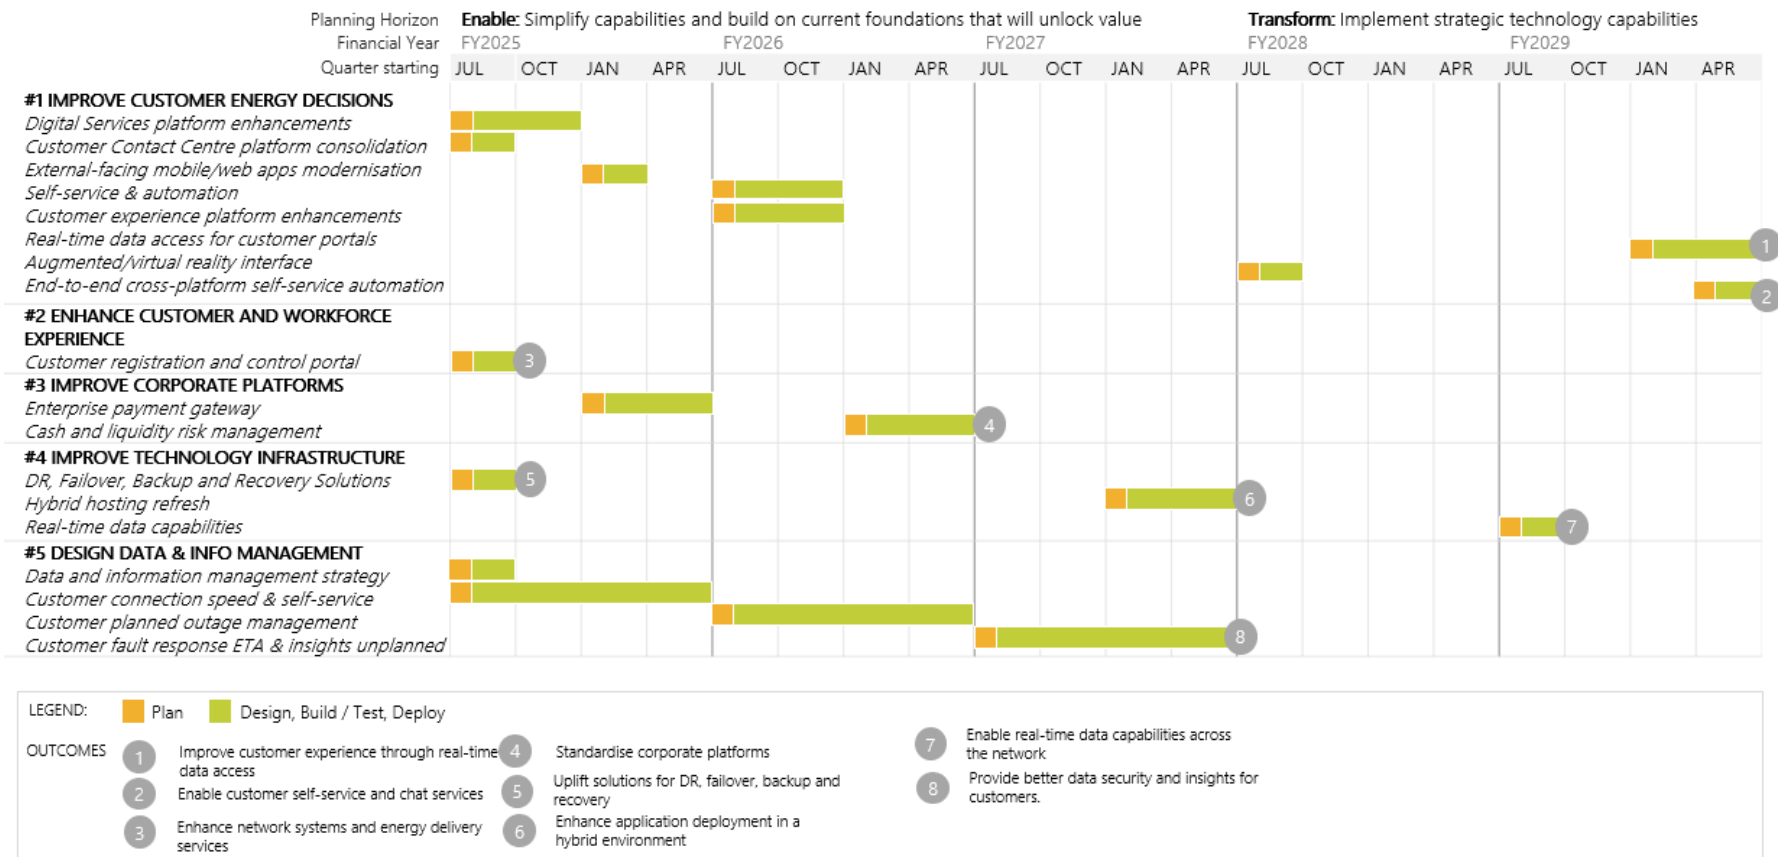 Planning Horizon Enable: Simplify capabilities and build on current foundations that will unlock value Transform: Implement strategic technology capabilities
Financial Year FY2025 FY2026 FY2027 FY2028 FY2029
Quarter starting JUL OCT JAN APR JUL OCT JAN APR JUL OCT JAN APR JUL OCT JAN APR JUL OCT JAN APR
#1 IMPROVE CUSTOMER ENERGY DECISIONS
Digital Services platform enhancements
Customer Contact Centre platform consolidation
External-facing mobile/web apps modernisation
Self-service & automation
Customer experience platform enhancements
Real-time data access for customer portals 1
Augmented/virtual reality interface
End-to-end cross-platform self-service automation 2
#2 ENHANCE CUSTOMER AND WORKFORCE
EXPERIENCE
Customer registration and control portal 3
#3 IMPROVE CORPORATE PLATFORMS
Enterprise payment gateway
Cash and liquidity risk management 4
#4 IMPROVE TECHNOLOGY INFRASTRUCTURE
DR, Failover, Backup and Recovery Solutions 5
Hybrid hosting refresh 6
Real-time data capabilities 7
#5 DESIGN DATA & INFO MANAGEMENT
Data and information management strategy
Customer connection speed & self-service
Customer planned outage management
Customer fault response ETA & insights unplanned 8
LEGEND: Plan Design, Build / Test, Deploy
OUTCOMES
1 Improve customer experience through real-time
data access
2 Enable customer self-service and chat services
3 Enhance network systems and energy delivery
services
4 Standardise corporate platforms
5 Uplift solutions for DR, failover, backup and
recovery
6 Enhance application deployment in a
hybrid environment
7 Enable real-time data capabilities across
the network
8 Provide better data security and insights for
customers.